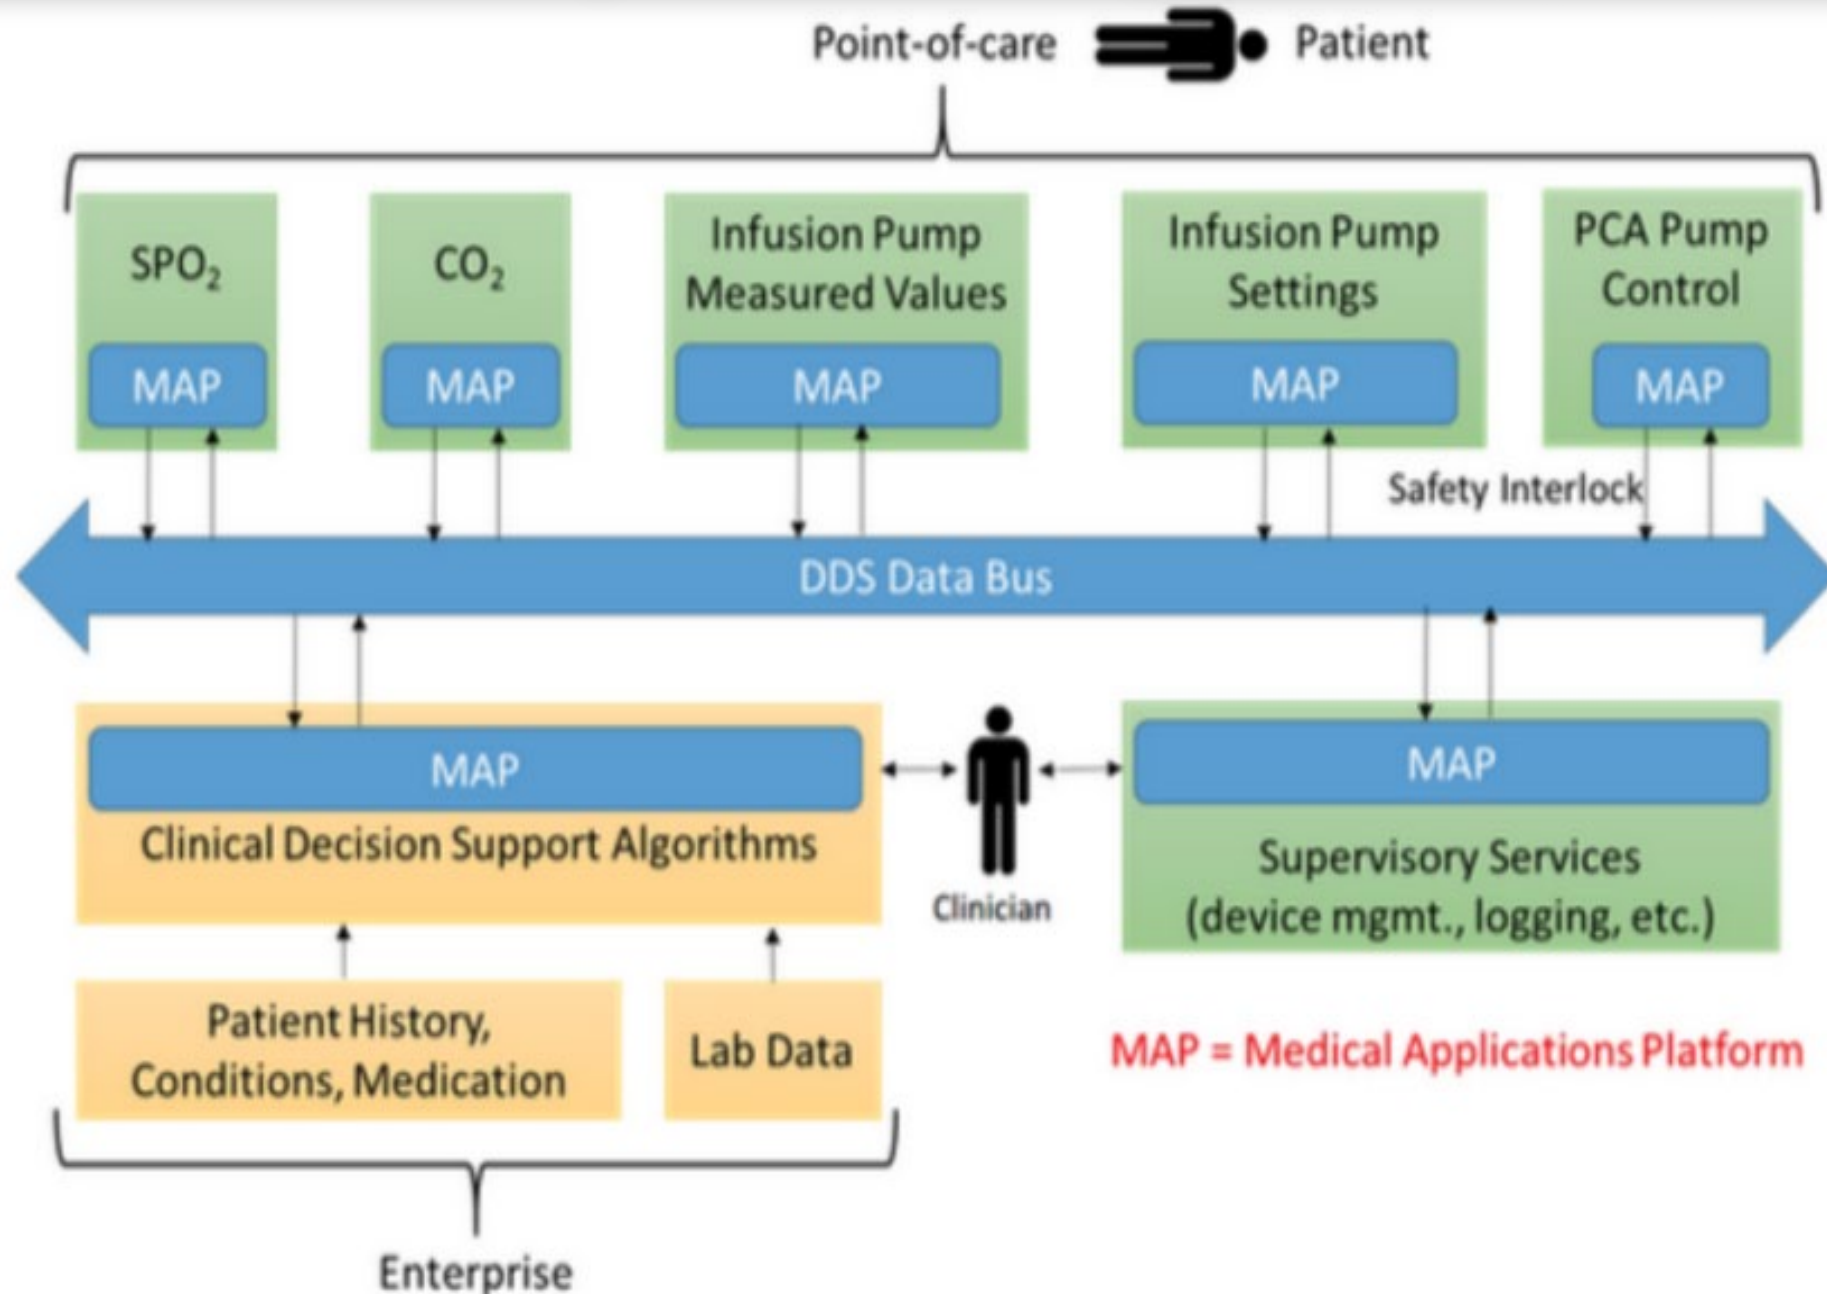 Point-of-care
Patient
SPO₂
MAP
CO₂
MAP
Infusion Pump
Measured Values
MAP
Infusion Pump
Settings
MAP
PCA Pump
Control
MAP
Safety Interlock
DDS Data Bus
MAP
Clinical Decision Support Algorithms
Clinician
MAP
Supervisory Services
(device mgmt., logging, etc.)
Patient History,
Conditions, Medication
Lab Data
MAP = Medical Applications Platform
Enterprise